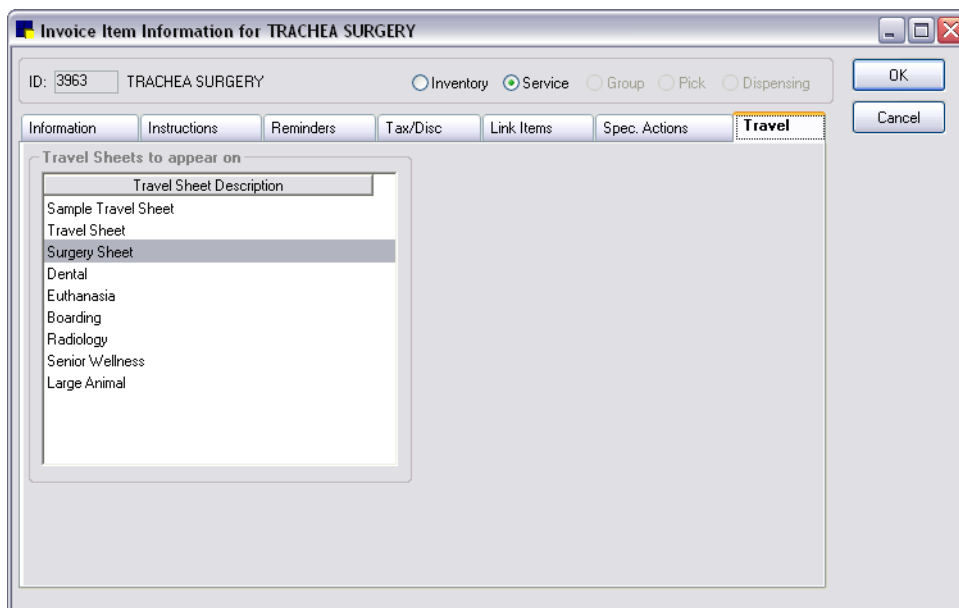 Invoice Item Information for TRACHEA SURGERY
ID: 3963 TRACHEA SURGERY Inventory Service Group Pick Dispensing OK
Information Instructions Reminders Tax/Disc Link Items Spec. Actions Travel Cancel
Travel Sheets to appear on
Travel Sheet Description
Sample Travel Sheet
Travel Sheet
Surgery Sheet
Dental
Euthanasia
Boarding
Radiology
Senior Wellness
Large Animal